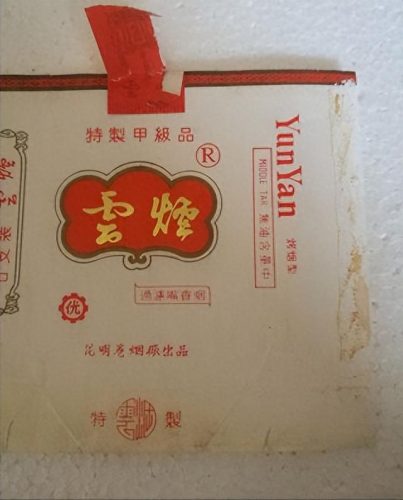 特製甲級品
®
雲煙
過濾嘴香烟
优
昆明卷烟厰出品
特 製
YunYan
烤烟型
MIDDLE TAR 焦油含量中